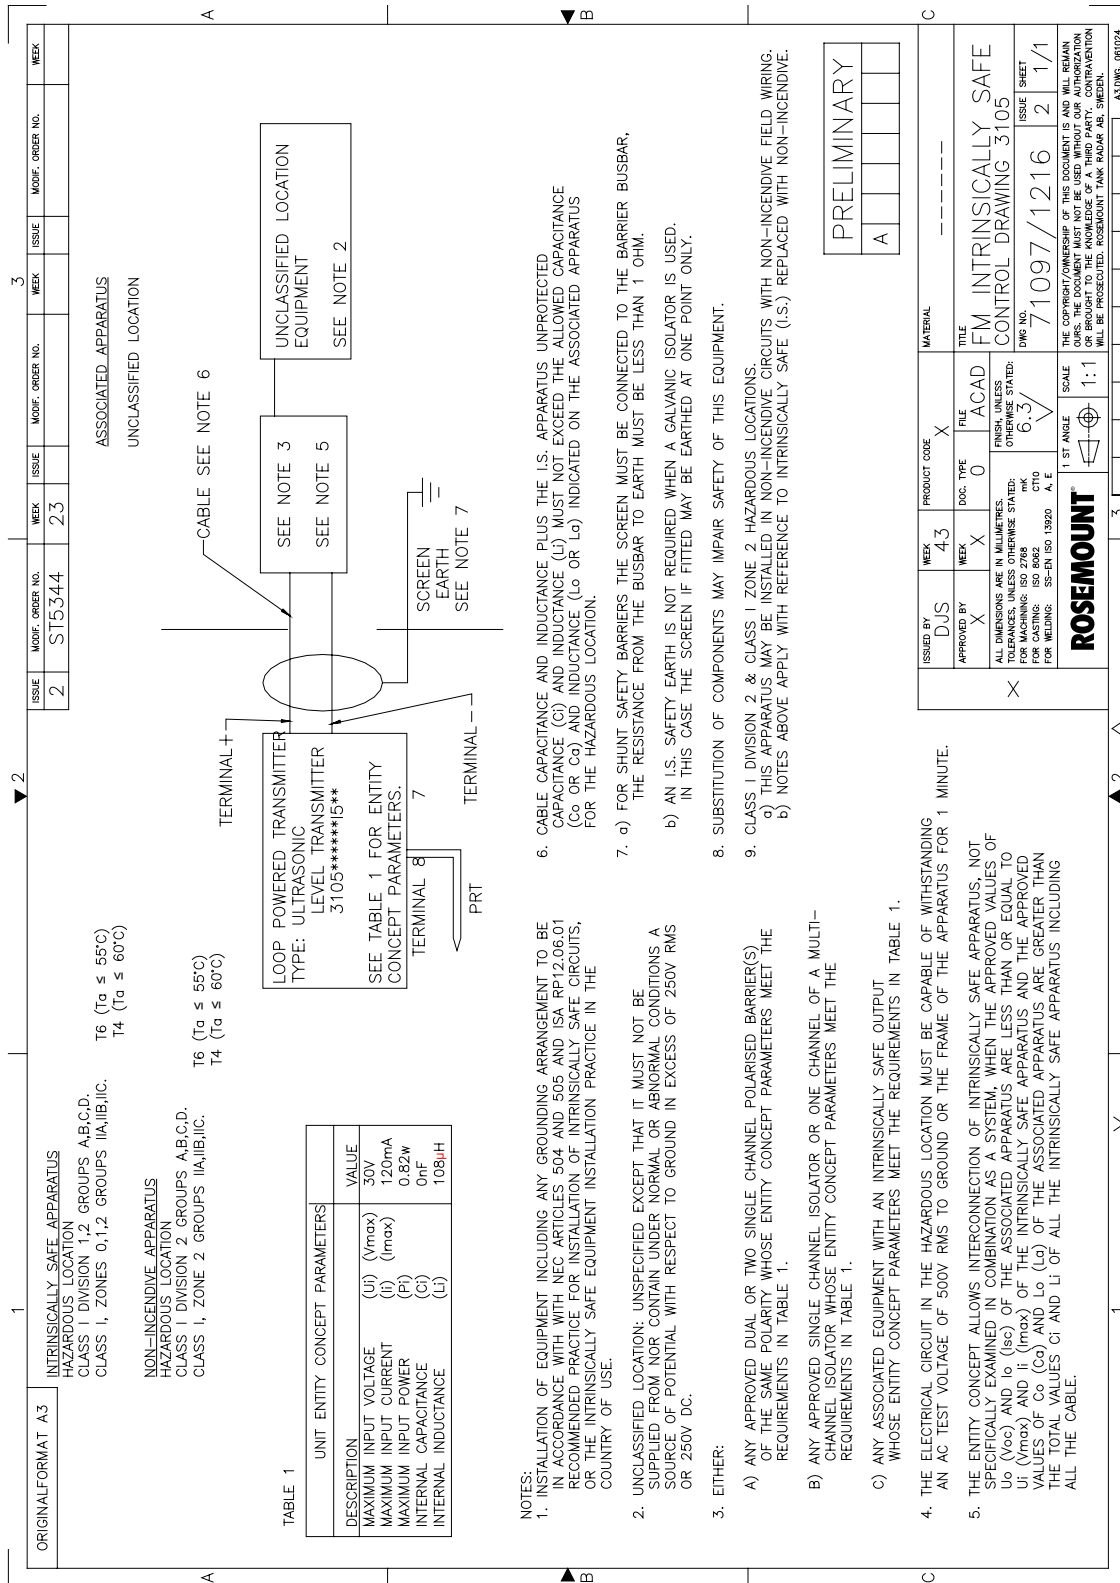 ORIGINALFORMAT A3
1
2
3
A
B
C
ISSUE MODIF. ORDER NO. WEEK ISSUE MODIF. ORDER NO. WEEK ISSUE MODIF. ORDER NO. WEEK
2 ST5344 23
INTRINSICALLY SAFE APPARATUS
HAZARDOUS LOCATION
CLASS I DIVISION 1,2 GROUPS A,B,C,D.
CLASS I, ZONES 0,1,2 GROUPS IIA,IIB,IIC.
T6 (Ta ≤ 55°C)
T4 (Ta ≤ 60°C)
NON-INCENDIVE APPARATUS
HAZARDOUS LOCATION
CLASS I DIVISION 2 GROUPS A,B,C,D.
CLASS I, ZONE 2 GROUPS IIA,IIB,IIC.
T6 (Ta ≤ 55°C)
T4 (Ta ≤ 60°C)
ASSOCIATED APPARATUS
UNCLASSIFIED LOCATION
TABLE 1
UNIT ENTITY CONCEPT PARAMETERS
DESCRIPTION VALUE
MAXIMUM INPUT VOLTAGE (Ui) (Vmax) 30V
MAXIMUM INPUT CURRENT (Ii) (Imax) 120mA
MAXIMUM INPUT POWER (Pi) 0.82w
INTERNAL CAPACITANCE (Ci) 0nF
INTERNAL INDUCTANCE (Li) 108µH
TERMINAL+
LOOP POWERED TRANSMITTER
TYPE: ULTRASONIC
LEVEL TRANSMITTER
3105******I5**
SEE TABLE 1 FOR ENTITY
CONCEPT PARAMETERS.
TERMINAL 8 7
PRT
TERMINAL-
CABLE SEE NOTE 6
SEE NOTE 3
SEE NOTE 5
SCREEN
EARTH
SEE NOTE 7
UNCLASSIFIED LOCATION
EQUIPMENT
SEE NOTE 2
NOTES:
1. INSTALLATION OF EQUIPMENT INCLUDING ANY GROUNDING ARRANGEMENT TO BE
IN ACCORDANCE WITH WITH NEC ARTICLES 504 AND 505 AND ISA RP12.06.01
RECOMMENDED PRACTICE FOR INSTALLATION OF INTRINSICALLY SAFE CIRCUITS,
OR THE INTRINSICALLY SAFE EQUIPMENT INSTALLATION PRACTICE IN THE
COUNTRY OF USE.
2. UNCLASSIFIED LOCATION: UNSPECIFIED EXCEPT THAT IT MUST NOT BE
SUPPLIED FROM NOR CONTAIN UNDER NORMAL OR ABNORMAL CONDITIONS A
SOURCE OF POTENTIAL WITH RESPECT TO GROUND IN EXCESS OF 250V RMS
OR 250V DC.
3. EITHER:
A) ANY APPROVED DUAL OR TWO SINGLE CHANNEL POLARISED BARRIER(S)
OF THE SAME POLARITY WHOSE ENTITY CONCEPT PARAMETERS MEET THE
REQUIREMENTS IN TABLE 1.
B) ANY APPROVED SINGLE CHANNEL ISOLATOR OR ONE CHANNEL OF A MULTI-
CHANNEL ISOLATOR WHOSE ENTITY CONCEPT PARAMETERS MEET THE
REQUIREMENTS IN TABLE 1.
C) ANY ASSOCIATED EQUIPMENT WITH AN INTRINSICALLY SAFE OUTPUT
WHOSE ENTITY CONCEPT PARAMETERS MEET THE REQUIREMENTS IN TABLE 1.
4. THE ELECTRICAL CIRCUIT IN THE HAZARDOUS LOCATION MUST BE CAPABLE OF WITHSTANDING
AN AC TEST VOLTAGE OF 500V RMS TO GROUND OR THE FRAME OF THE APPARATUS FOR 1 MINUTE.
5. THE ENTITY CONCEPT ALLOWS INTERCONNECTION OF INTRINSICALLY SAFE APPARATUS, NOT
SPECIFICALLY EXAMINED IN COMBINATION AS A SYSTEM, WHEN THE APPROVED VALUES OF
Uo (Voc) AND Io (Isc) OF THE ASSOCIATED APPARATUS ARE LESS THAN OR EQUAL TO
Ui (Vmax) AND Ii (Imax) OF THE INTRINSICALLY SAFE APPARATUS AND THE APPROVED
VALUES OF Co (Ca) AND Lo (La) OF THE ASSOCIATED APPARATUS ARE GREATER THAN
THE TOTAL VALUES Ci AND Li OF ALL THE INTRINSICALLY SAFE APPARATUS INCLUDING
ALL THE CABLE.
6. CABLE CAPACITANCE AND INDUCTANCE PLUS THE I.S. APPARATUS UNPROTECTED
CAPACITANCE (Ci) AND INDUCTANCE (Li) MUST NOT EXCEED THE ALLOWED CAPACITANCE
(Co OR Ca) AND INDUCTANCE (Lo OR La) INDICATED ON THE ASSOCIATED APPARATUS
FOR THE HAZARDOUS LOCATION.
7. a) FOR SHUNT SAFETY BARRIERS THE SCREEN MUST BE CONNECTED TO THE BARRIER BUSBAR,
THE RESISTANCE FROM THE BUSBAR TO EARTH MUST BE LESS THAN 1 OHM.
b) AN I.S. SAFETY EARTH IS NOT REQUIRED WHEN A GALVANIC ISOLATOR IS USED.
IN THIS CASE THE SCREEN IF FITTED MAY BE EARTHED AT ONE POINT ONLY.
8. SUBSTITUTION OF COMPONENTS MAY IMPAIR SAFETY OF THIS EQUIPMENT.
9. CLASS I DIVISION 2 & CLASS I ZONE 2 HAZARDOUS LOCATIONS.
a) THIS APPARATUS MAY BE INSTALLED IN NON-INCENDIVE CIRCUITS WITH NON-INCENDIVE FIELD WIRING.
b) NOTES ABOVE APPLY WITH REFERENCE TO INTRINSICALLY SAFE (I.S.) REPLACED WITH NON-INCENDIVE.
PRELIMINARY
A
X
ISSUED BY DJS
WEEK 43
PRODUCT CODE X
MATERIAL ------
APPROVED BY X
WEEK X
DOC. TYPE O
FILE ACAD
TITLE
FM INTRINSICALLY SAFE
CONTROL DRAWING 3105
ALL DIMENSIONS ARE IN MILLIMETRES.
TOLERANCES, UNLESS OTHERWISE STATED:
FOR MACHINING: ISO 2768 mK
FOR CASTING: ISO 8062 CT10
FOR WELDING: SS-EN ISO 13920 A, E
FINISH, UNLESS
OTHERWISE STATED:
6.3
DWG NO. 71097/1216
ISSUE 2
SHEET 1/1
ROSEMOUNT
1 ST ANGLE
SCALE 1:1
THE COPYRIGHT/OWNERSHIP OF THIS DOCUMENT IS AND WILL REMAIN
OURS. THE DOCUMENT MUST NOT BE USED WITHOUT OUR AUTHORIZATION
OR BROUGHT TO THE KNOWLEDGE OF A THIRD PARTY. CONTRAVENTION
WILL BE PROSECUTED. ROSEMOUNT TANK RADAR AB, SWEDEN.
A
B
C
1
2
3
A3.DWG, 061024